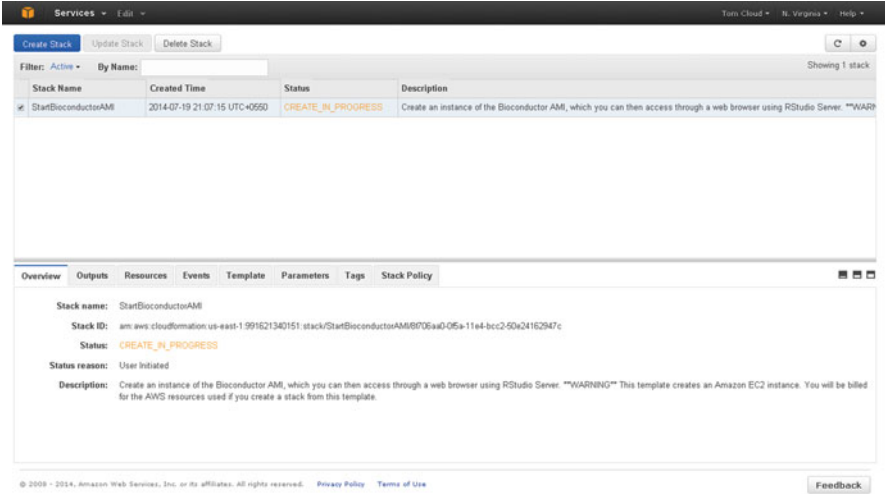 Services Edit Tom Cloud N. Virginia Help
Create Stack Update Stack Delete Stack
Filter: Active By Name: Showing 1 stack
Stack Name Created Time Status Description
StartBioconductorAMI 2014-07-19 21:07:15 UTC+0550 CREATE_IN_PROGRESS Create an instance of the Bioconductor AMI, which you can then access through a web browser using RStudio Server. **WARN
Overview Outputs Resources Events Template Parameters Tags Stack Policy
Stack name: StartBioconductorAMI
Stack ID: arn:aws:cloudformation:us-east-1:991621340151:stack/StartBioconductorAMI/8f706aa0-0f5a-11e4-bcc2-50e24162947c
Status: CREATE_IN_PROGRESS
Status reason: User Initiated
Description: Create an instance of the Bioconductor AMI, which you can then access through a web browser using RStudio Server. **WARNING** This template creates an Amazon EC2 instance. You will be billed
for the AWS resources used if you create a stack from this template.
© 2008 - 2014, Amazon Web Services, Inc. or its affiliates. All rights reserved. Privacy Policy Terms of Use Feedback